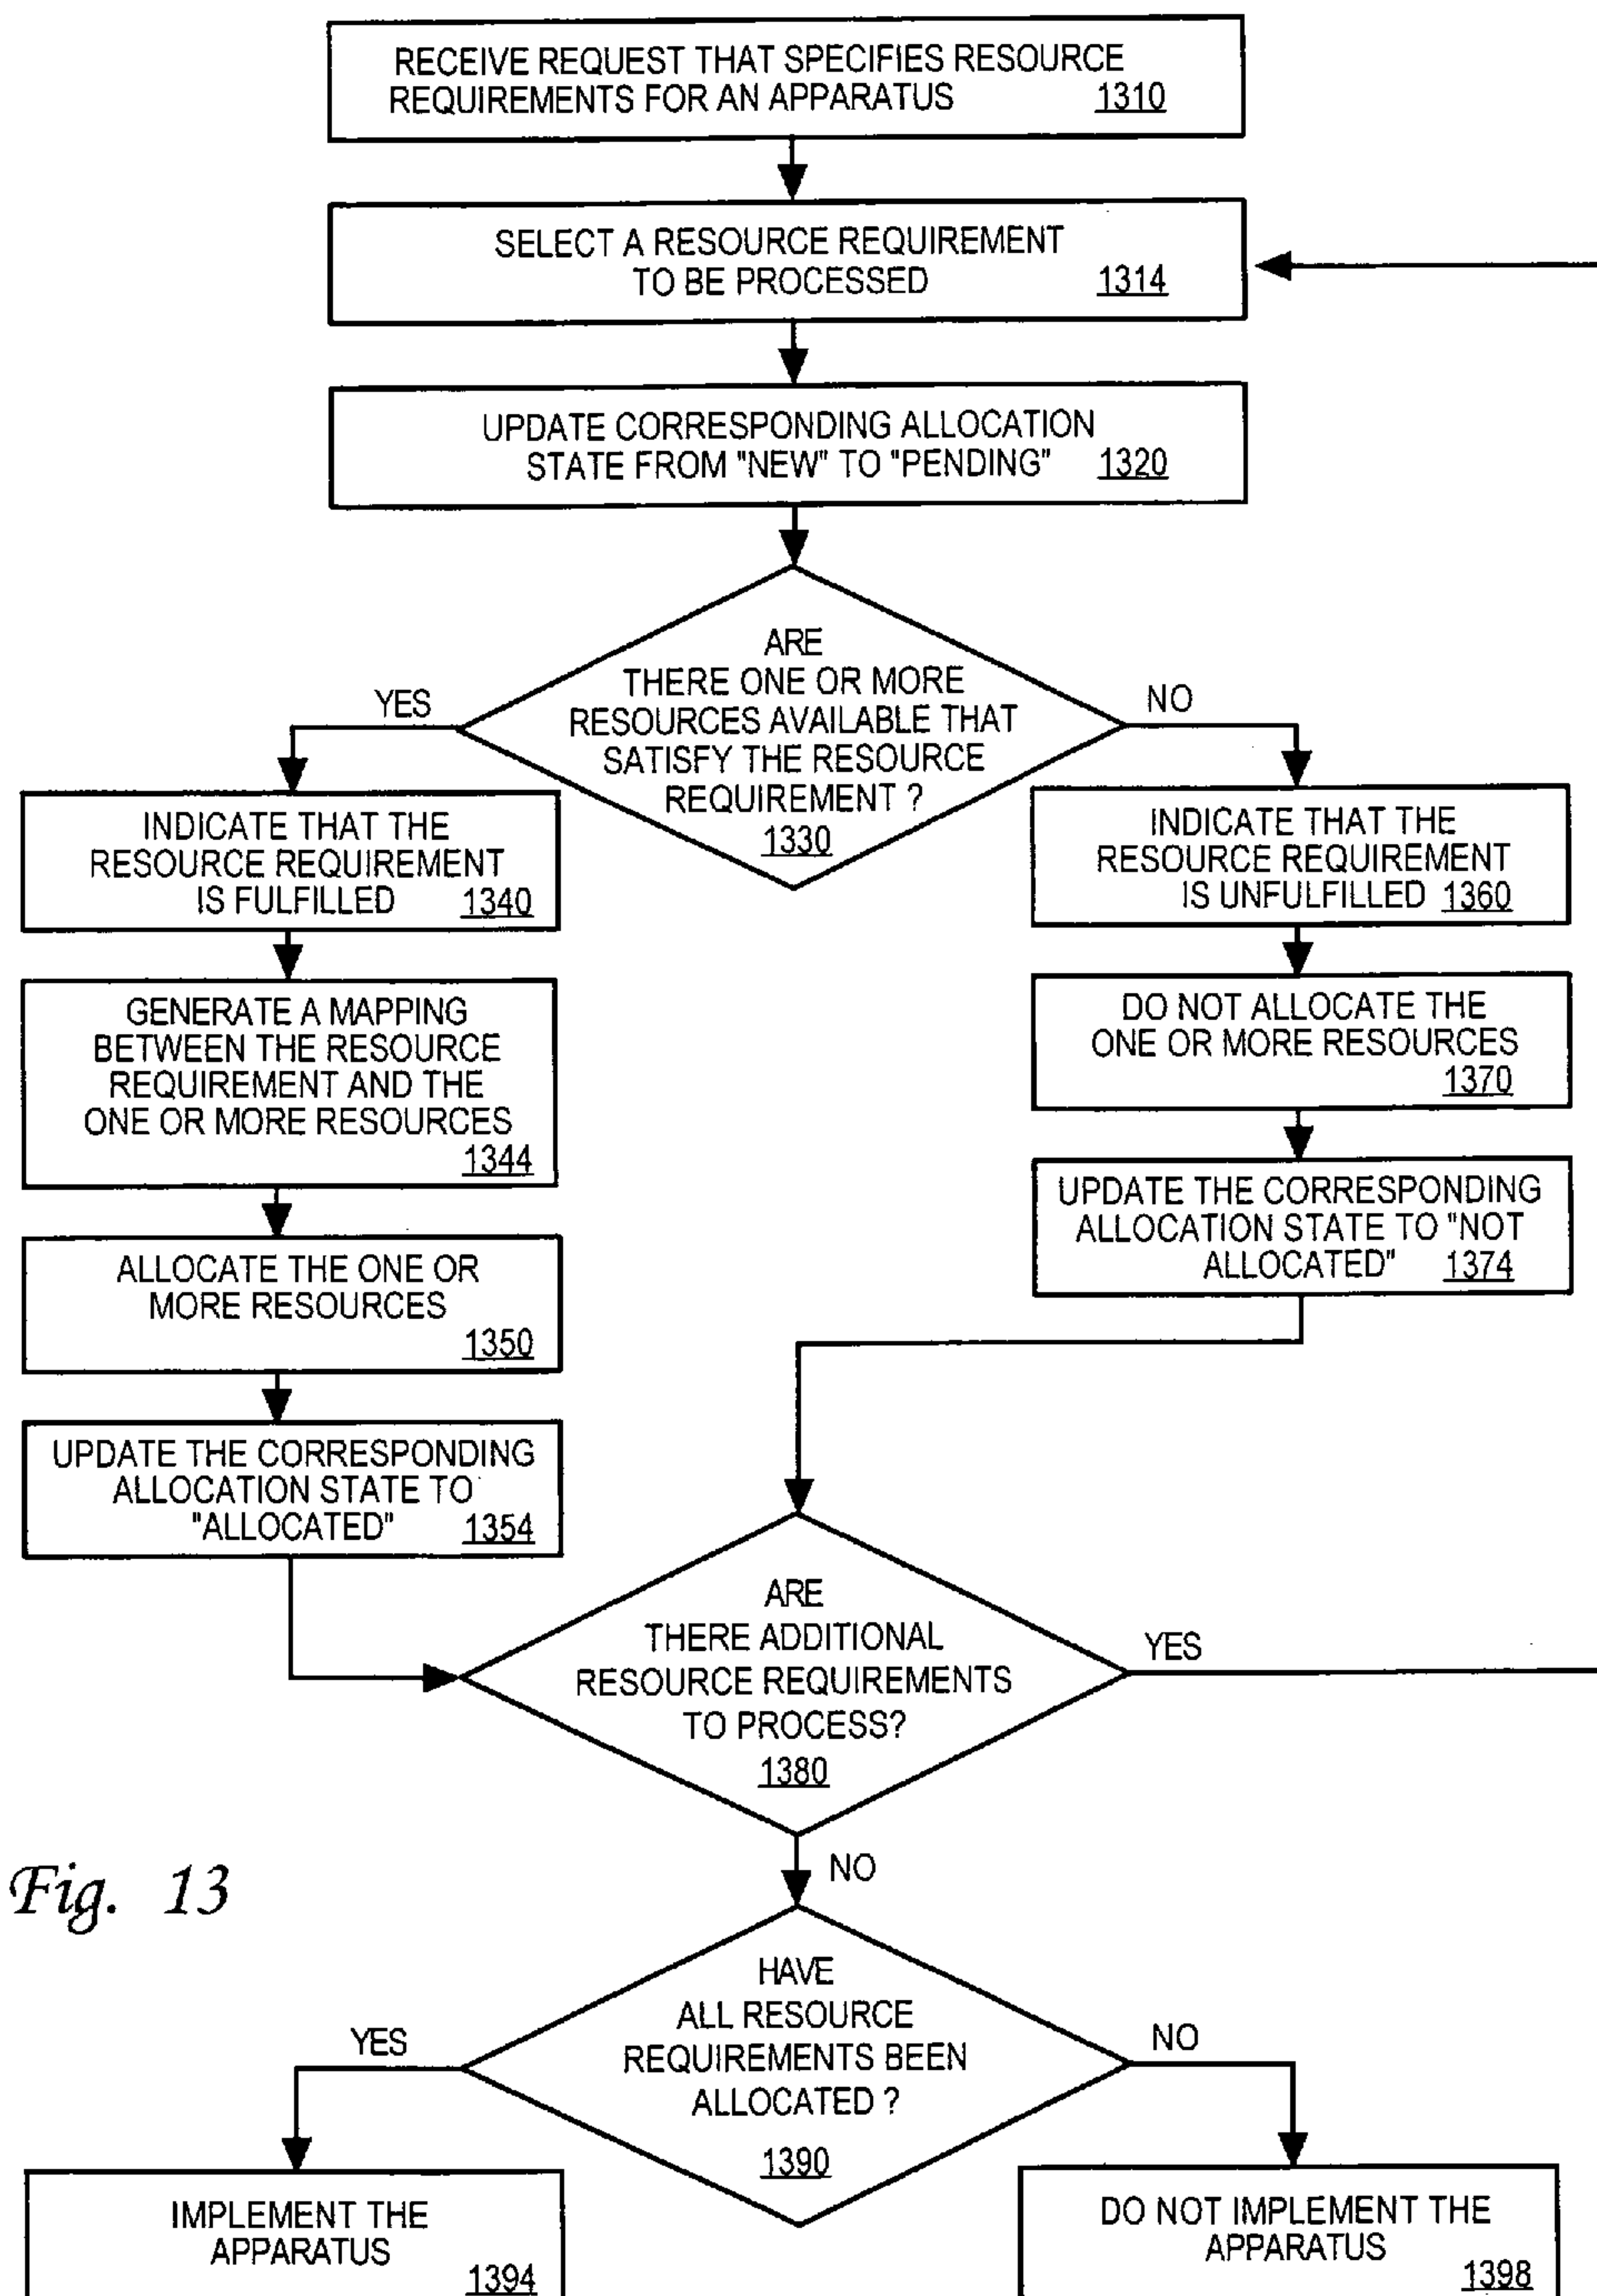 RECEIVE REQUEST THAT SPECIFIES RESOURCE
REQUIREMENTS FOR AN APPARATUS 1310
SELECT A RESOURCE REQUIREMENT
TO BE PROCESSED 1314
UPDATE CORRESPONDING ALLOCATION
STATE FROM "NEW" TO "PENDING" 1320
ARE
THERE ONE OR MORE
RESOURCES AVAILABLE THAT
SATISFY THE RESOURCE
REQUIREMENT ?
1330
YES
NO
INDICATE THAT THE
RESOURCE REQUIREMENT
IS FULFILLED 1340
GENERATE A MAPPING
BETWEEN THE RESOURCE
REQUIREMENT AND THE
ONE OR MORE RESOURCES
1344
ALLOCATE THE ONE OR
MORE RESOURCES
1350
UPDATE THE CORRESPONDING
ALLOCATION STATE TO
"ALLOCATED" 1354
INDICATE THAT THE
RESOURCE REQUIREMENT
IS UNFULFILLED 1360
DO NOT ALLOCATE THE
ONE OR MORE RESOURCES
1370
UPDATE THE CORRESPONDING
ALLOCATION STATE TO "NOT
ALLOCATED" 1374
ARE
THERE ADDITIONAL
RESOURCE REQUIREMENTS
TO PROCESS?
1380
YES
NO
Fig. 13
HAVE
ALL RESOURCE
REQUIREMENTS BEEN
ALLOCATED ?
1390
YES
NO
IMPLEMENT THE
APPARATUS
1394
DO NOT IMPLEMENT THE
APPARATUS
1398